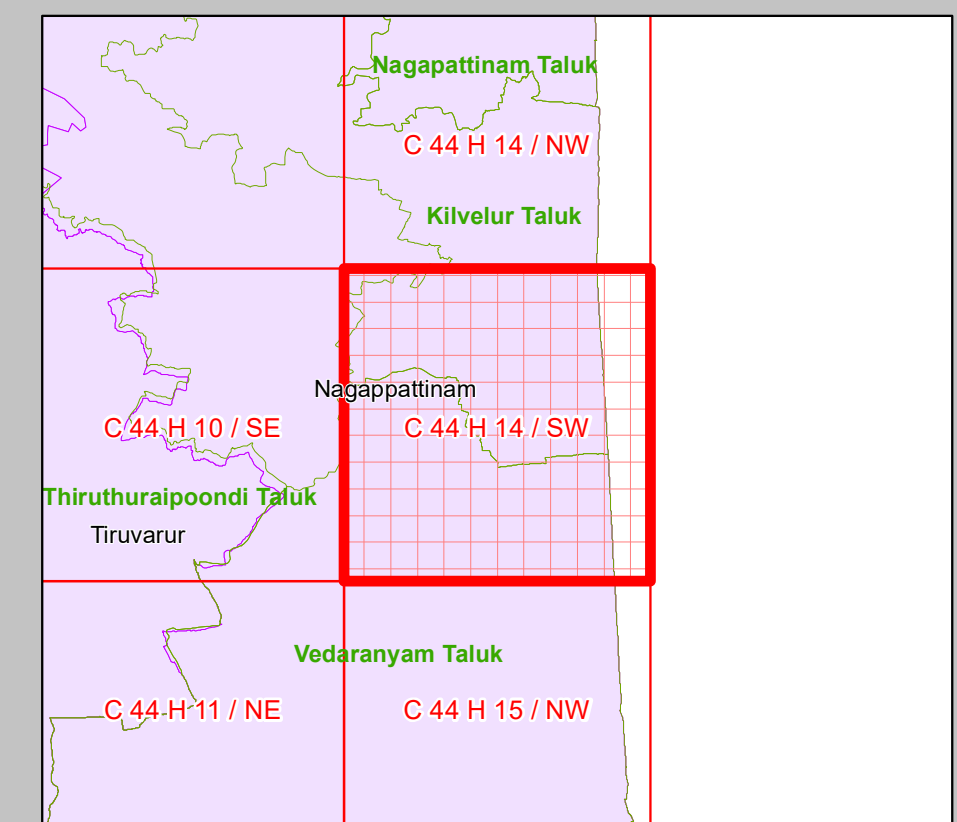 Nagapattinam Taluk
C 44 H 14 / NW
Kilvelur Taluk
Nagappattinam
C 44 H 10 / SE
C 44 H 14 / SW
Thiruthuraipoondi Taluk
Tiruvarur
Vedaranyam Taluk
C 44 H 11 / NE
C 44 H 15 / NW